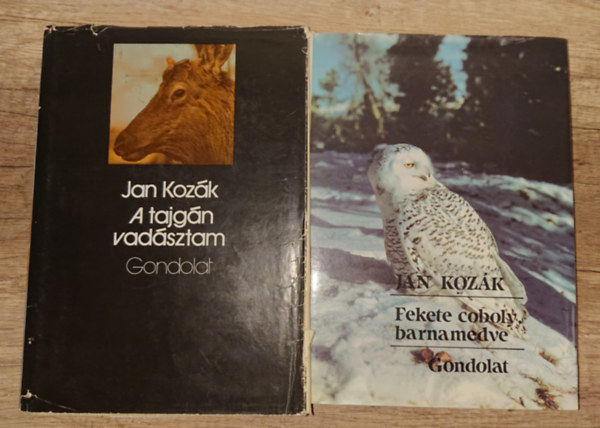 Jan Kozák
A tajgán
vadásztam
Gondolat
JAN KOZÁK
Fekete coboly,
barnamedve
Gondolat